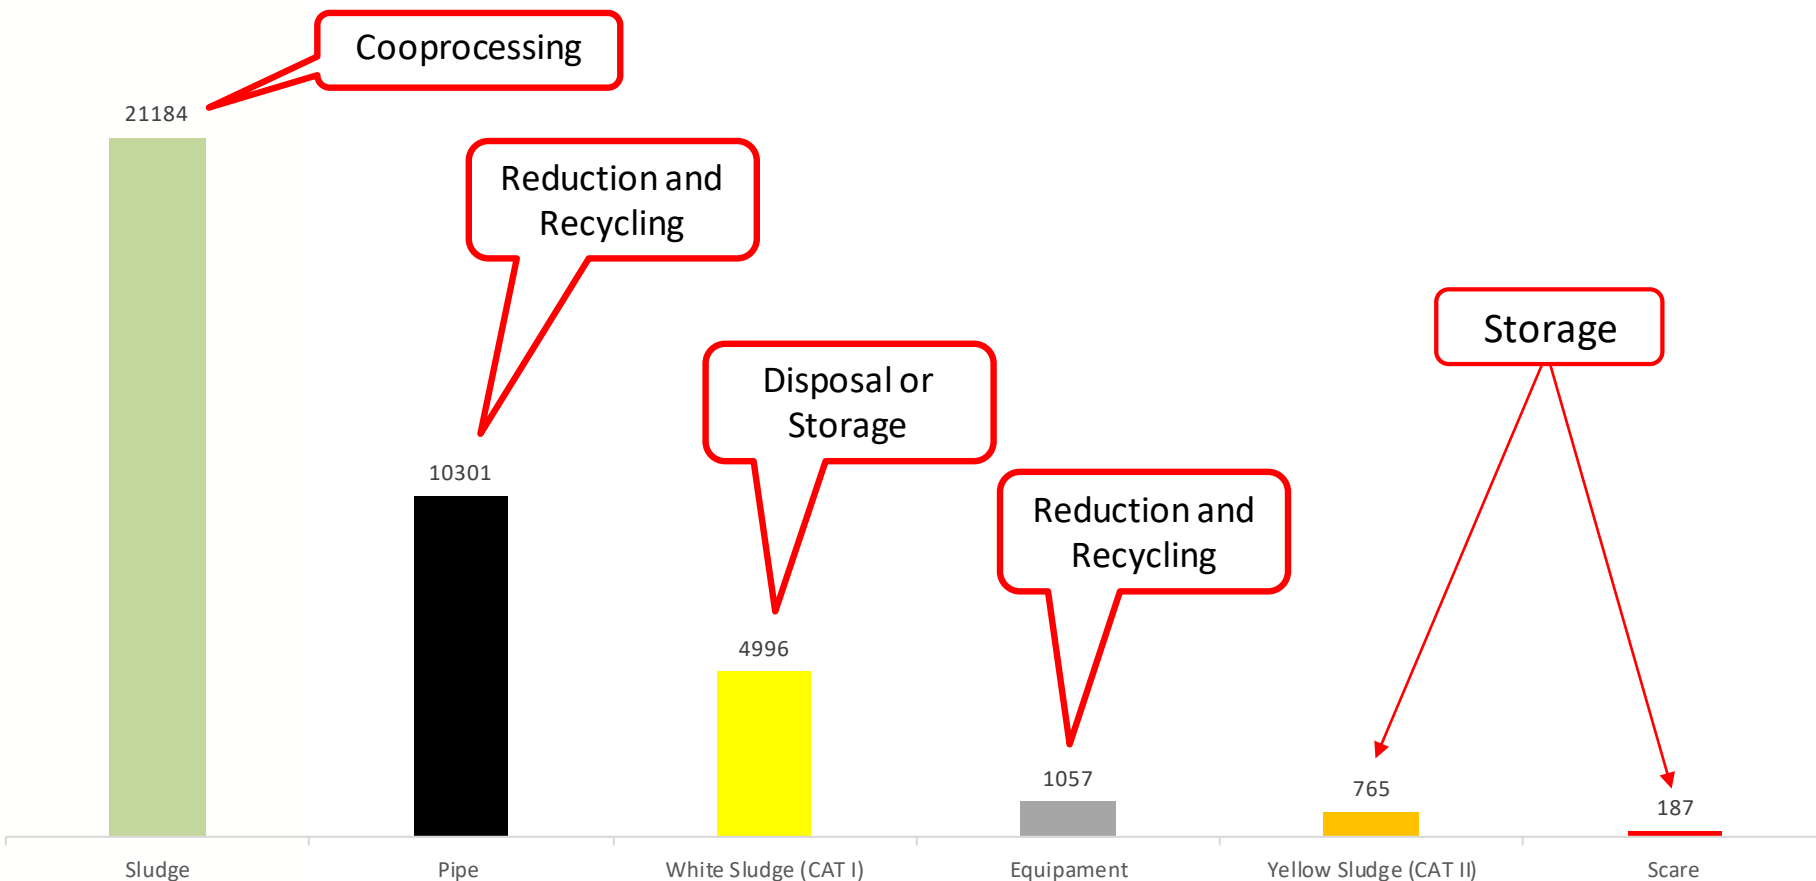 Cooprocessing
21184
Reduction and
Recycling
10301
Disposal or
Storage
4996
Reduction and
Recycling
1057
Storage
765
187
Sludge
Pipe
White Sludge (CAT I)
Equipament
Yellow Sludge (CAT II)
Scare